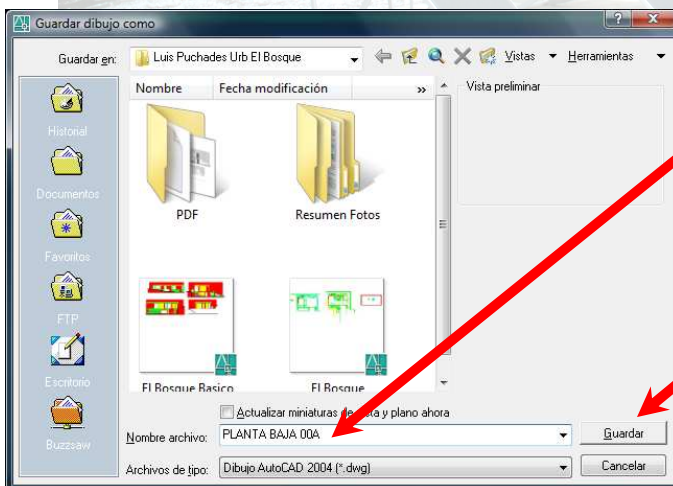 Guardar dibujo como
Guardar en: Luis Puchades Urb El Bosque Vistas Herramientas
Nombre Fecha modificación » Vista preliminar
Historial
Documentos
Favoritos
FTP
Escritorio
Buzzsaw
PDF Resumen Fotos
El Bosque Basico El Bosque
Actualizar miniaturas de vista y plano ahora
Nombre archivo: PLANTA BAJA 00A Guardar
Archivos de tipo: Dibujo AutoCAD 2004 (*.dwg) Cancelar